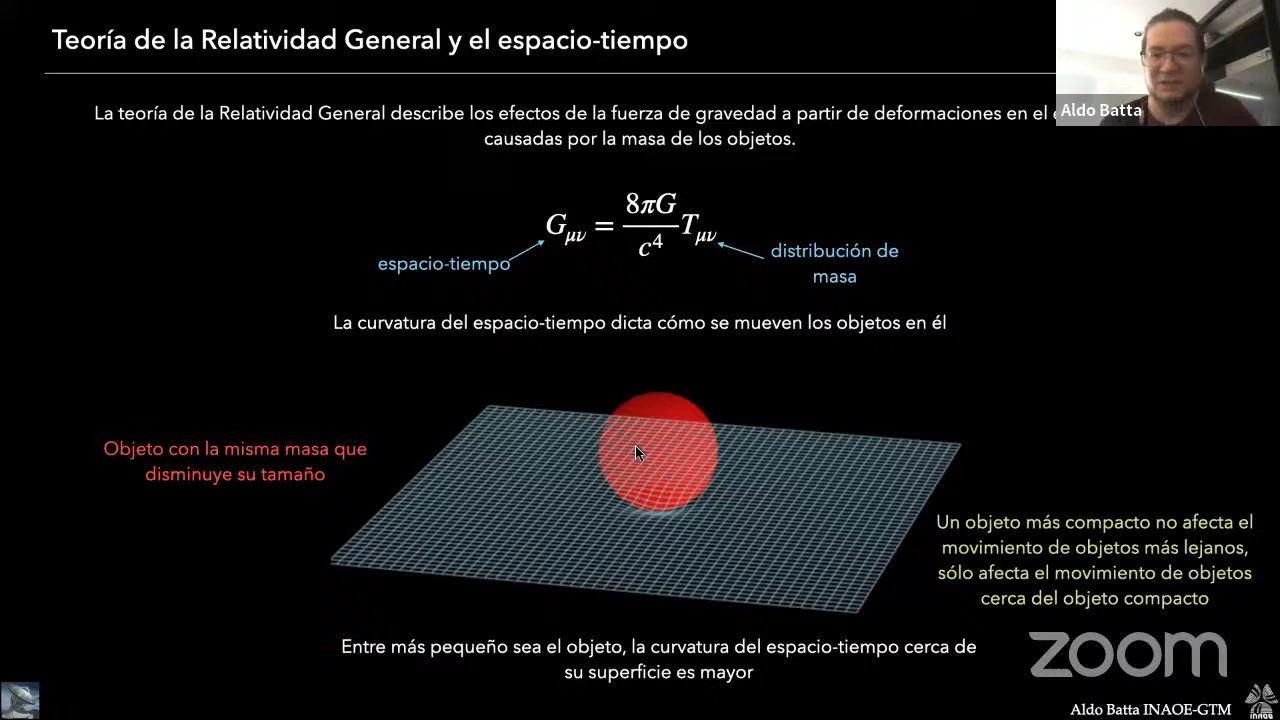 Teoría de la Relatividad General y el espacio-tiempo
Aldo Batta
La teoría de la Relatividad General describe los efectos de la fuerza de gravedad a partir de deformaciones en el
causadas por la masa de los objetos.
G_{μν} = \frac{8πG}{c^4} T_{μν}
espacio-tiempo
distribución de
masa
La curvatura del espacio-tiempo dicta cómo se mueven los objetos en él
Objeto con la misma masa que
disminuye su tamaño
Un objeto más compacto no afecta el
movimiento de objetos más lejanos,
sólo afecta el movimiento de objetos
cerca del objeto compacto
Entre más pequeño sea el objeto, la curvatura del espacio-tiempo cerca de
su superficie es mayor
zoom
Aldo Batta INAOE-GTM